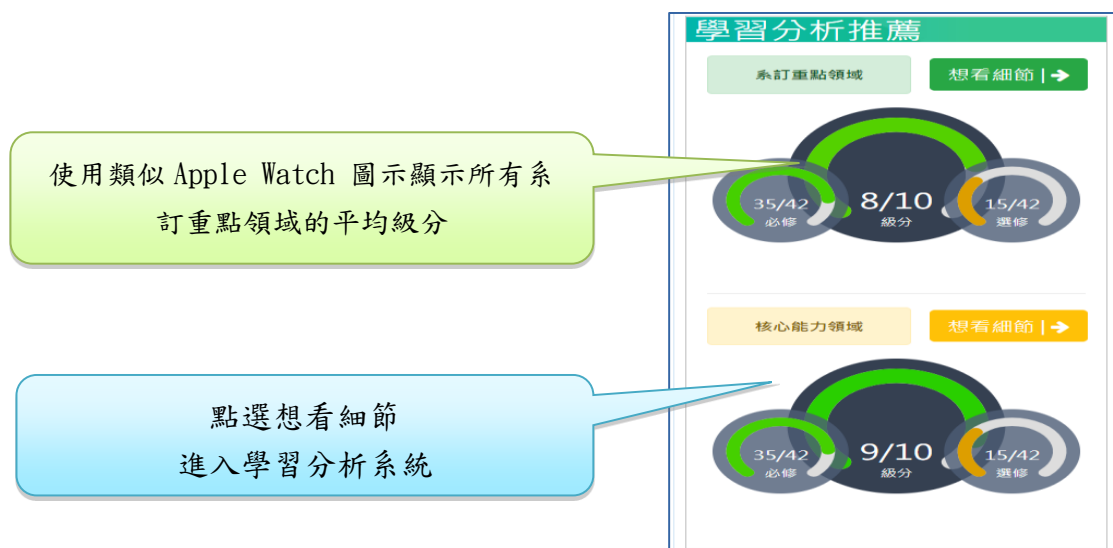 學習分析推薦
系訂重點領域
想看細節 |➔
使用類似 Apple Watch 圖示顯示所有系
訂重點領域的平均級分
35/42
必修
8/10
級分
15/42
選修
核心能力領域
想看細節 |➔
點選想看細節
進入學習分析系統
35/42
必修
9/10
級分
15/42
選修